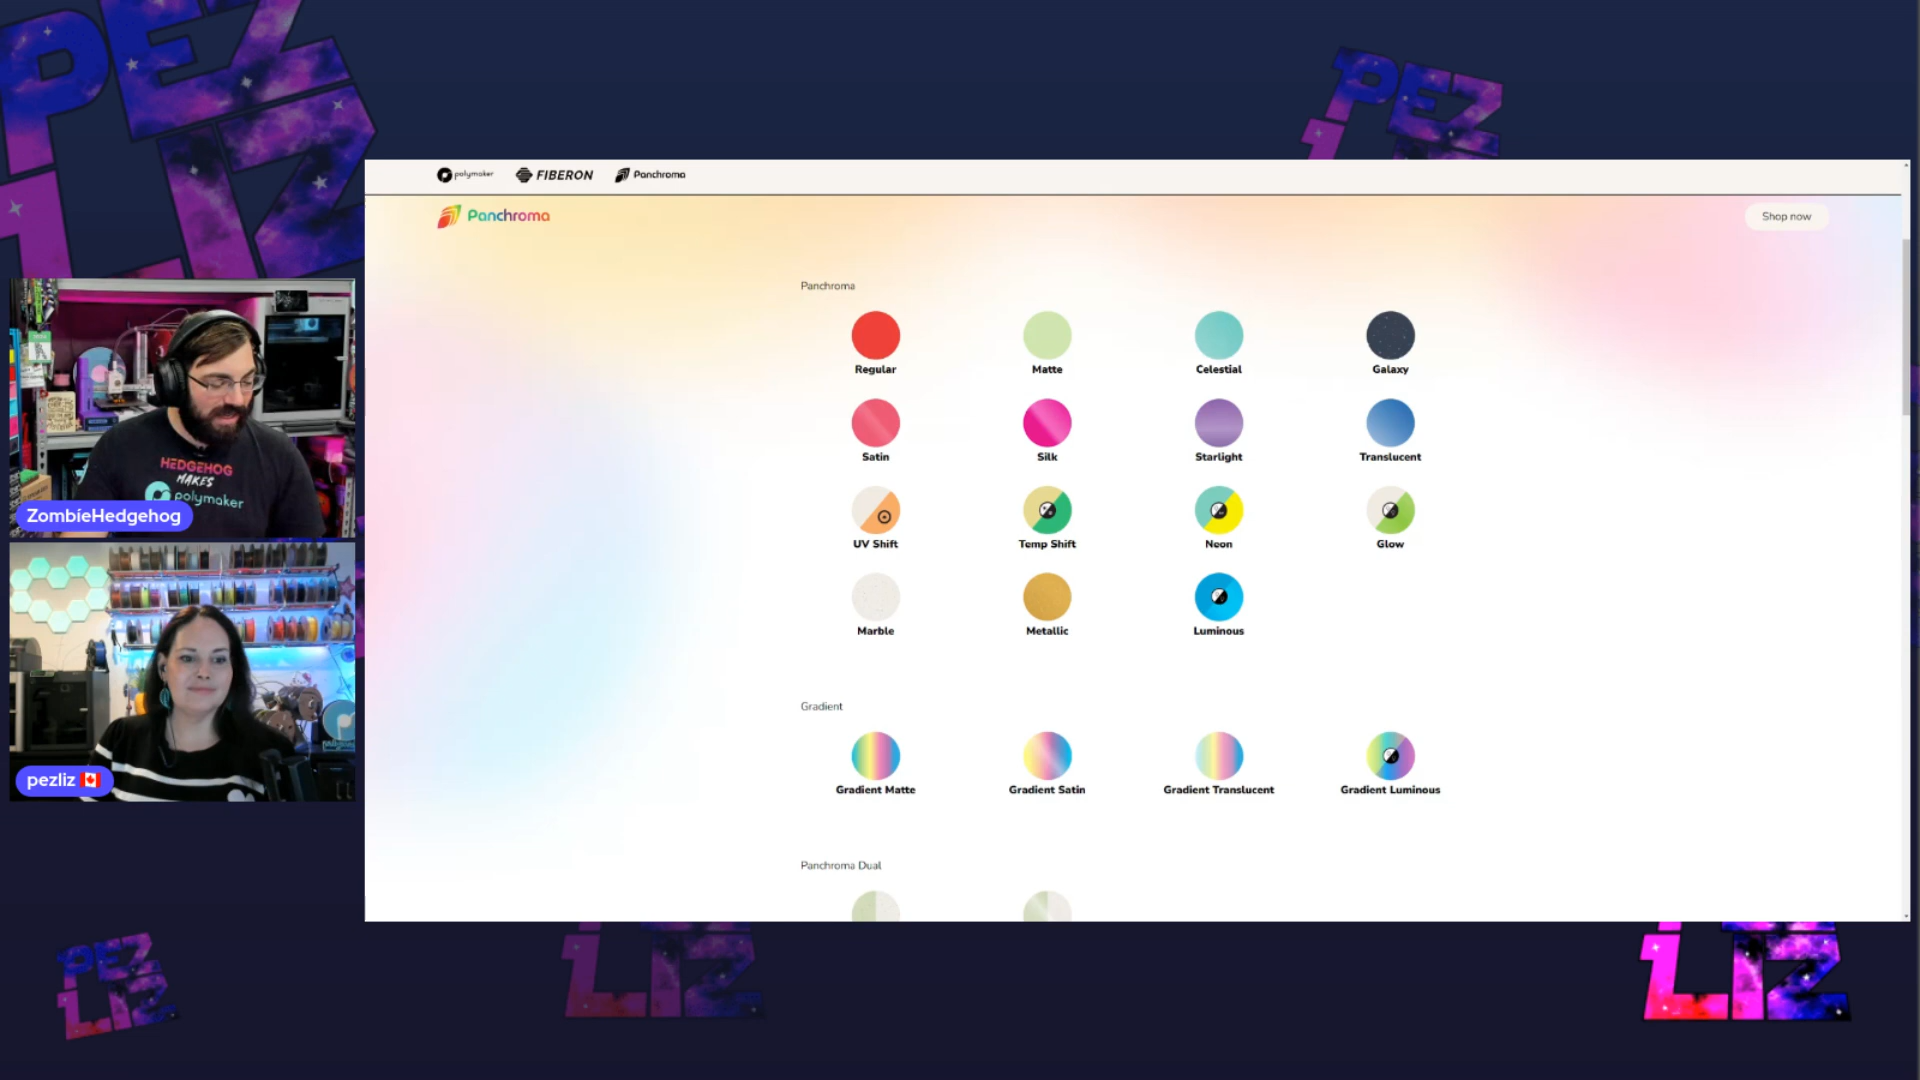 PEZ
LIZ
PEZ
polymaker
FIBERON
Panchroma
Panchroma
Shop now
Panchroma
Regular
Matte
Celestial
Galaxy
Satin
Silk
Starlight
Translucent
UV Shift
Temp Shift
Neon
Glow
Marble
Metallic
Luminous
Gradient
Gradient Matte
Gradient Satin
Gradient Translucent
Gradient Luminous
Panchroma Dual
HEDGEHOG
MAKES
polymaker
ZombieHedgehog
pezliz
PEZ
LIZ
LIZ
LIZ